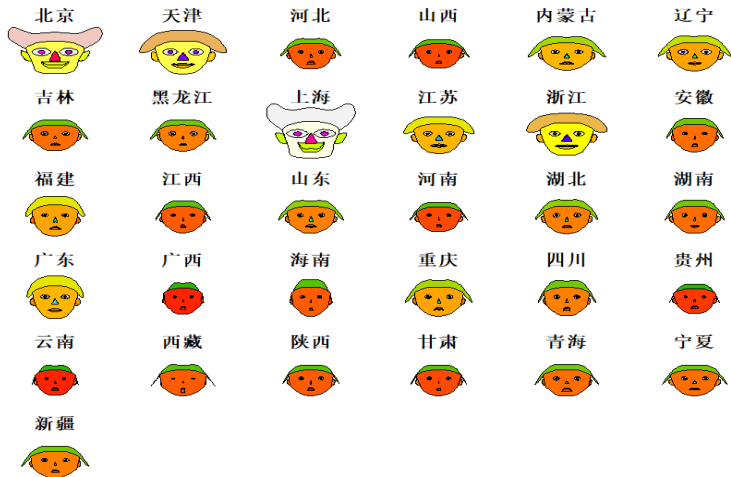 北京 天津 河北 山西 内蒙古 辽宁
吉林 黑龙江 上海 江苏 浙江 安徽
福建 江西 山东 河南 湖北 湖南
广东 广西 海南 重庆 四川 贵州
云南 西藏 陕西 甘肃 青海 宁夏
新疆